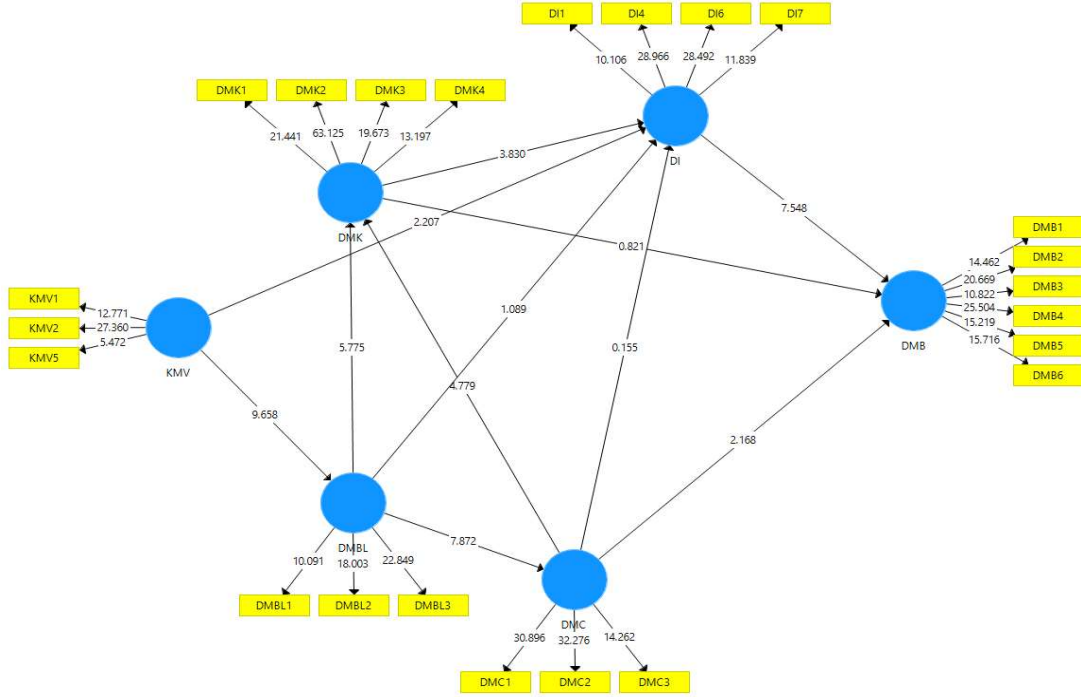 DI1 DI4 DI6 DI7
10.106 28.966 28.492 11.839
DMK1 DMK2 DMK3 DMK4
21.441 63.125 19.673 13.197
DI
3.830
7.548
DMK
2.207
0.821
DMB1
DMB2
DMB3
DMB4
DMB5
DMB6
14.462
20.669
10.822
25.504
15.219
15.716
DMB
KMV1
KMV2
KMV5
12.771
27.360
5.472
KMV
1.089
5.775
0.155
4.779
9.658
2.168
DMBL
7.872
10.091 18.003 22.849
DMBL1 DMBL2 DMBL3
DMC
30.896 32.276 14.262
DMC1 DMC2 DMC3